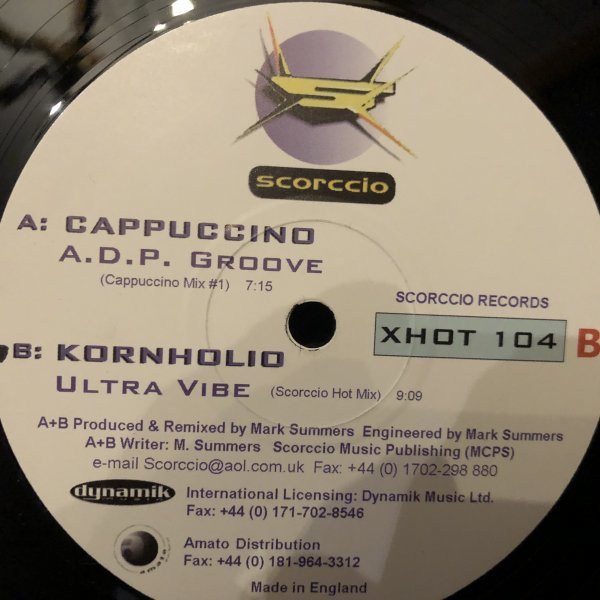 S
scorccio
A: CAPPUCCINO
A.D.P. GROOVE
(Cappuccino Mix #1) 7:15
SCORCCIO RECORDS
XHOT 104 B
B: KORNHOLIO
ULTRA VIBE (Scorccio Hot Mix) 9:09
A+B Produced & Remixed by Mark Summers Engineered by Mark Summers
A+B Writer: M. Summers Scorccio Music Publishing (MCPS)
e-mail Scorccio@aol.com.uk Fax: +44 (0) 1702-298 880
dynamik International Licensing: Dynamik Music Ltd.
Fax: +44 (0) 171-702-8546
amato Amato Distribution
Fax: +44 (0) 181-964-3312
Made in England